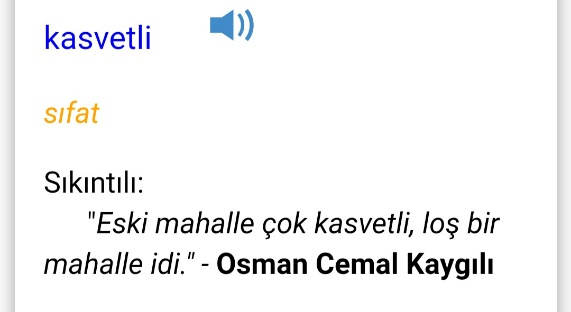 kasvetli
sıfat
Sıkıntılı:
"Eski mahalle çok kasvetli, loş bir
mahalle idi." - Osman Cemal Kaygılı